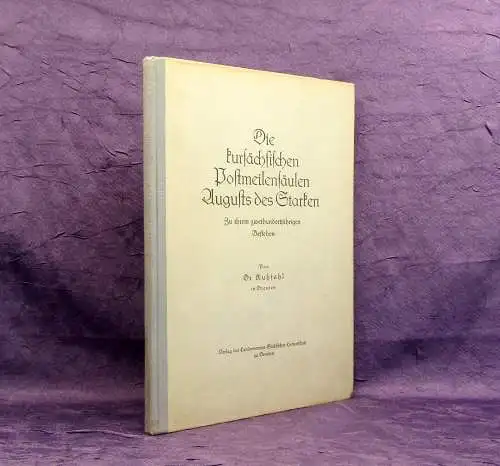 Die
kursächsischen
Postmeilensäulen
Augusts des Starken
Zu ihrem zweihundertjährigen
Bestehen
Von
Dr. Kuhfahl
in Dresden
Verlag des Landesvereins Sächsischer Heimatschutz
zu Dresden